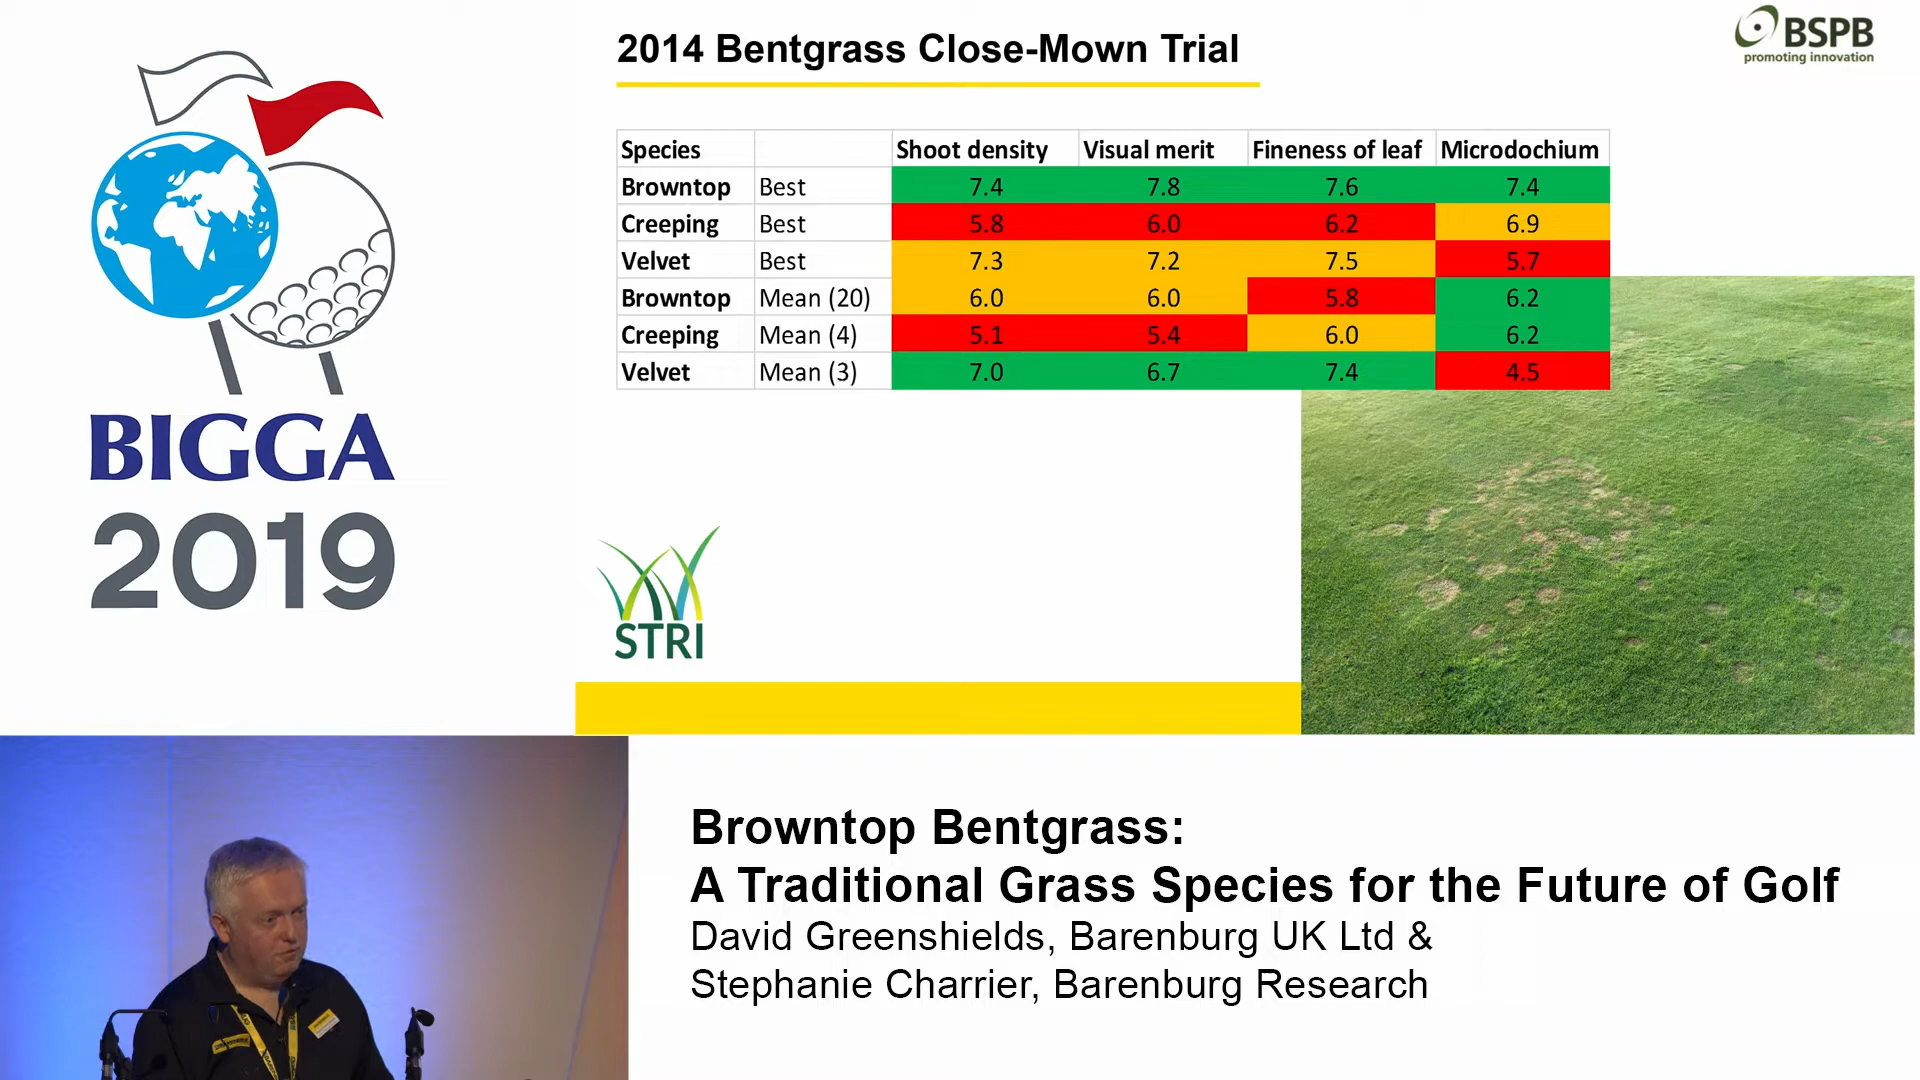 2014 Bentgrass Close-Mown Trial
BSPB
promoting innovation
Species Shoot density Visual merit Fineness of leaf Microdochium
Browntop Best 7.4 7.8 7.6 7.4
Creeping Best 5.8 6.0 6.2 6.9
Velvet Best 7.3 7.2 7.5 5.7
Browntop Mean (20) 6.0 6.0 5.8 6.2
Creeping Mean (4) 5.1 5.4 6.0 6.2
Velvet Mean (3) 7.0 6.7 7.4 4.5
BIGGA
2019
STRI
Browntop Bentgrass:
A Traditional Grass Species for the Future of Golf
David Greenshields, Barenburg UK Ltd &
Stephanie Charrier, Barenburg Research